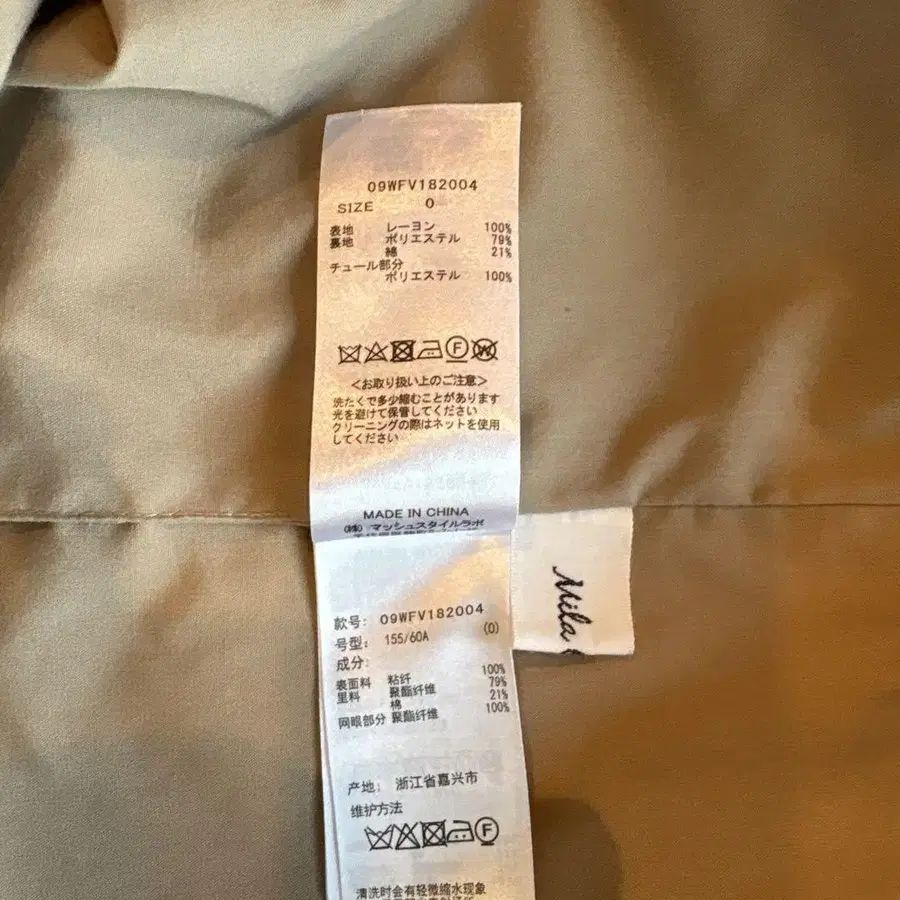 09WFV182004
SIZE 0
表地 レーヨン 100%
裏地 ポリエステル 79%
綿 21%
チュール部分
ポリエステル 100%
F W
<お取り扱い上のご注意>
洗たくで多少縮むことがあります
光を避けて保管してください
クリーニングの際はネットを使用
してください
MADE IN CHINA
(株) マッシュスタイルラボ
Mila
款号: 09WFV182004
号型: 155/60A (0)
成分:
表面料 粘纤 100%
里料 聚酯纤维 79%
棉 21%
网眼部分 聚酯纤维 100%
产地: 浙江省嘉兴市
维护方法
F
清洗时会有轻微缩水现象